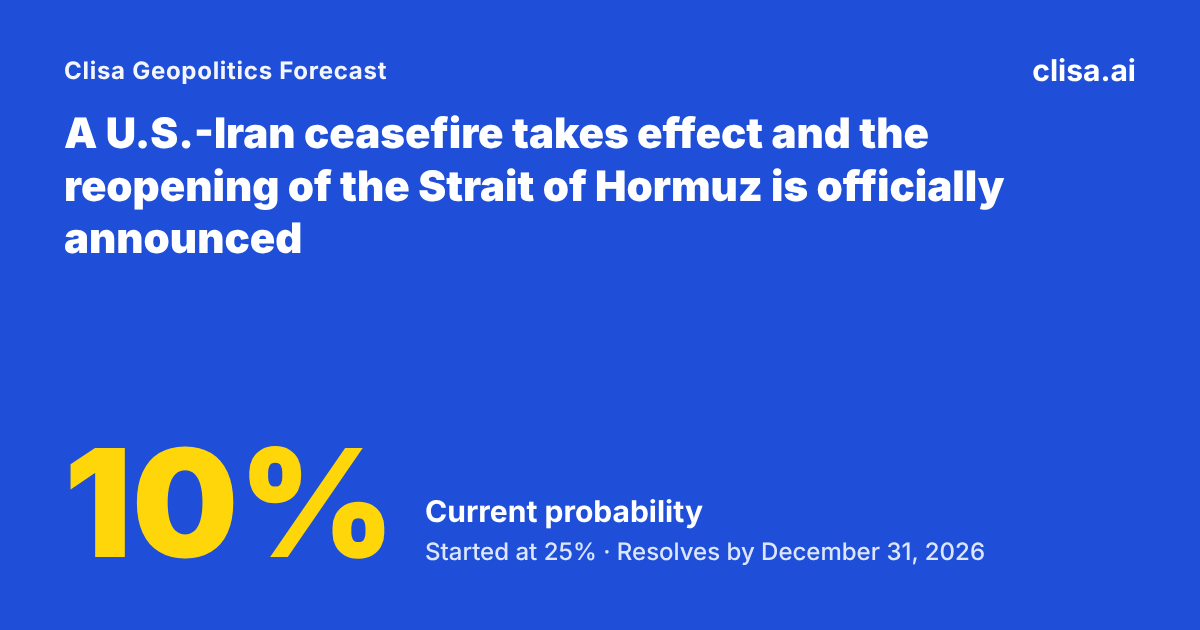 Clisa Geopolitics Forecast
clisa.ai
A U.S.-Iran ceasefire takes effect and the
reopening of the Strait of Hormuz is officially
announced
10%
Current probability
Started at 25% · Resolves by December 31, 2026